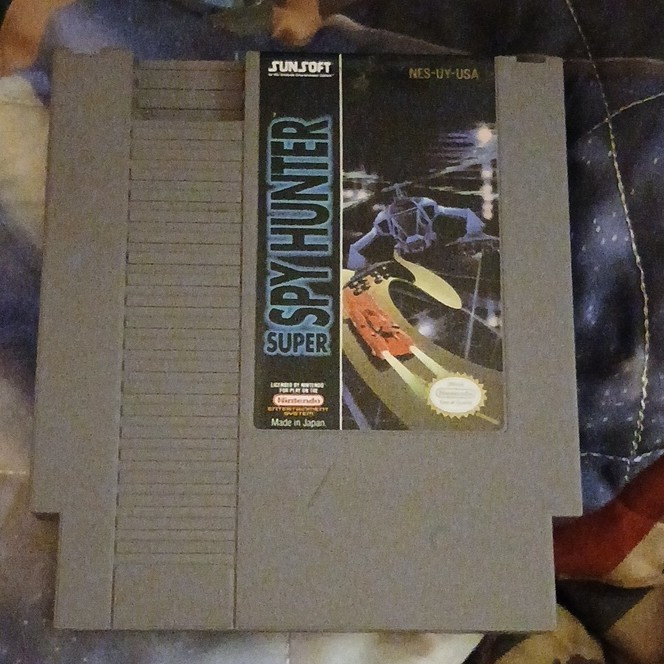 SUNSOFT
NES-UY-USA
SUPER
SPY HUNTER
LICENSED BY NINTENDO
FOR PLAY ON THE
Nintendo
ENTERTAINMENT
SYSTEM
Made in Japan